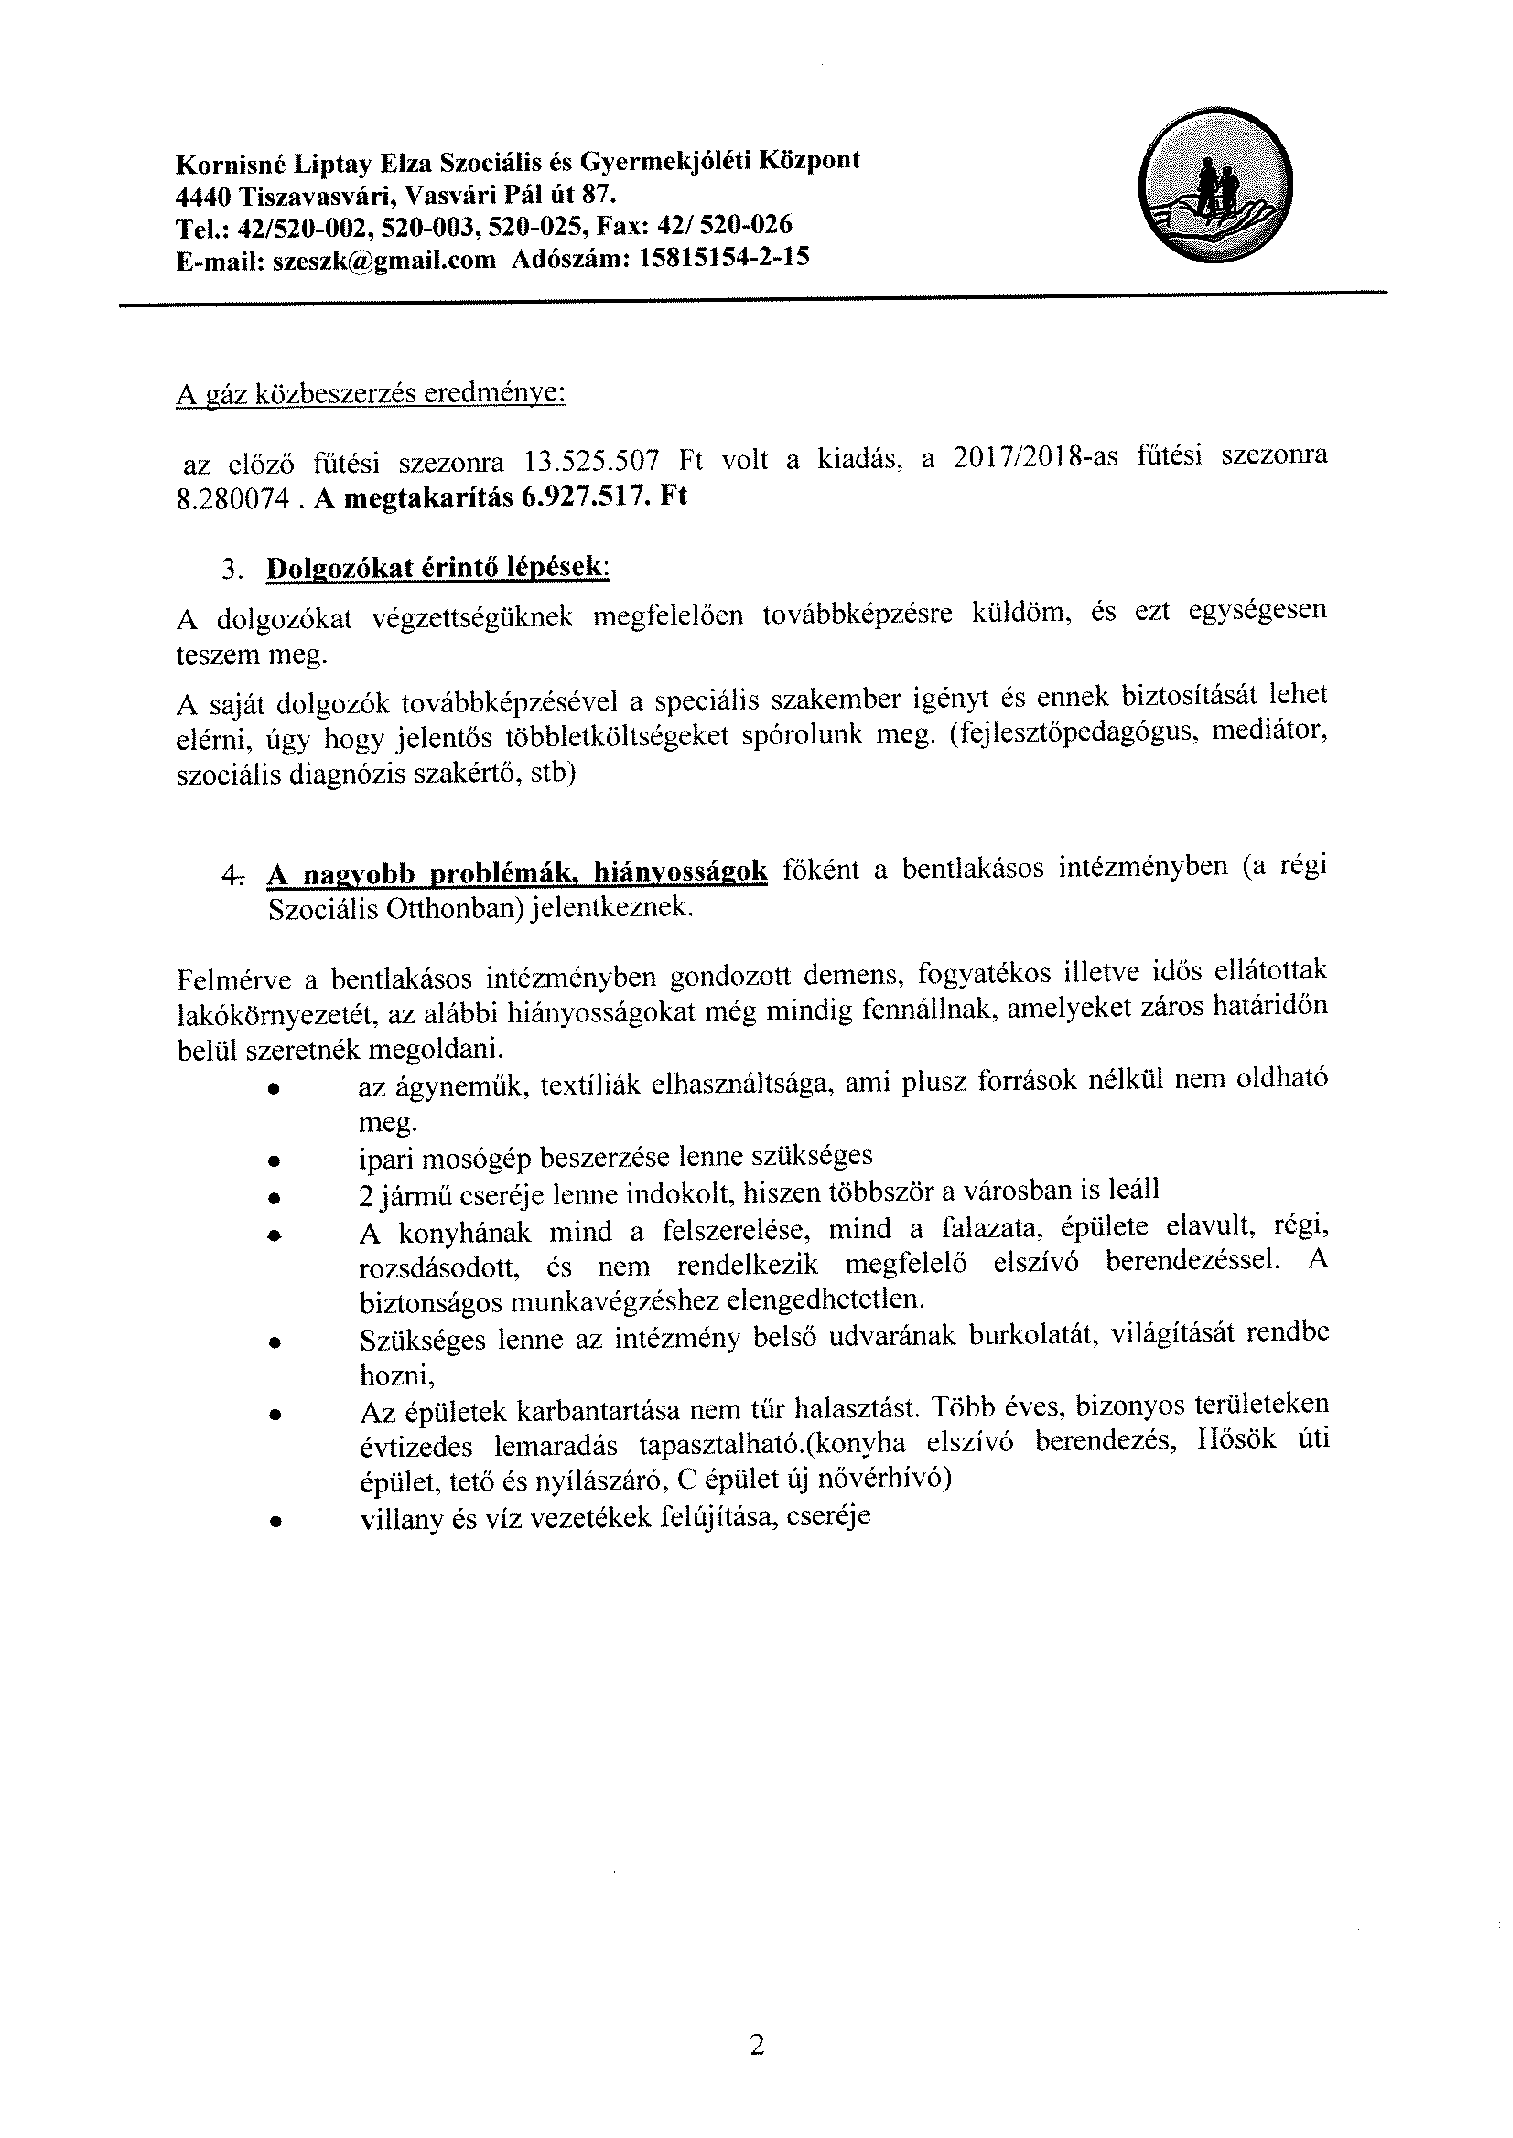 Kornisné Liptay Elza Szociális és Gyermekjóléti Központ
4440 Tiszavasvári, Vasvári Pál út 87.
Tel.: 42/520-002, 520-003, 520-025, Fax: 42/ 520-026
E-mail: szeszk@gmail.com Adószám: 15815154-2-15
A gáz közbeszerzés eredménye:
az előző fűtési szezonra 13.525.507 Ft volt a kiadás, a 2017/2018-as fűtési szezonra
8.280074 . A megtakarítás 6.927.517. Ft
3. Dolgozókat érintő lépések:
A dolgozókat végzettségüknek megfelelően továbbképzésre küldöm, és ezt egységesen
teszem meg.
A saját dolgozók továbbképzésével a speciális szakember igényt és ennek biztosítását lehet
elérni, úgy hogy jelentős többletköltségeket spórolunk meg. (fejlesztőpedagógus, mediátor,
szociális diagnózis szakértő, stb)
4. A nagyobb problémák, hiányosságok főként a bentlakásos intézményben (a régi
Szociális Otthonban) jelentkeznek.
Felmérve a bentlakásos intézményben gondozott demens, fogyatékos illetve idős ellátottak
lakókörnyezetét, az alábbi hiányosságokat még mindig fennállnak, amelyeket záros határidőn
belül szeretnék megoldani.
• az ágyneműk, textíliák elhasználtsága, ami plusz források nélkül nem oldható
meg.
• ipari mosógép beszerzése lenne szükséges
• 2 jármű cseréje lenne indokolt, hiszen többször a városban is leáll
• A konyhának mind a felszerelése, mind a falazata, épülete elavult, régi,
rozsdásodott, és nem rendelkezik megfelelő elszívó berendezéssel. A
biztonságos munkavégzéshez elengedhetetlen.
• Szükséges lenne az intézmény belső udvarának burkolatát, világítását rendbe
hozni,
• Az épületek karbantartása nem tűr halasztást. Több éves, bizonyos területeken
évtizedes lemaradás tapasztalható.(konyha elszívó berendezés, Hősök úti
épület, tető és nyílászáró, C épület új nővérhívó)
• villany és víz vezetékek felújítása, cseréje
2